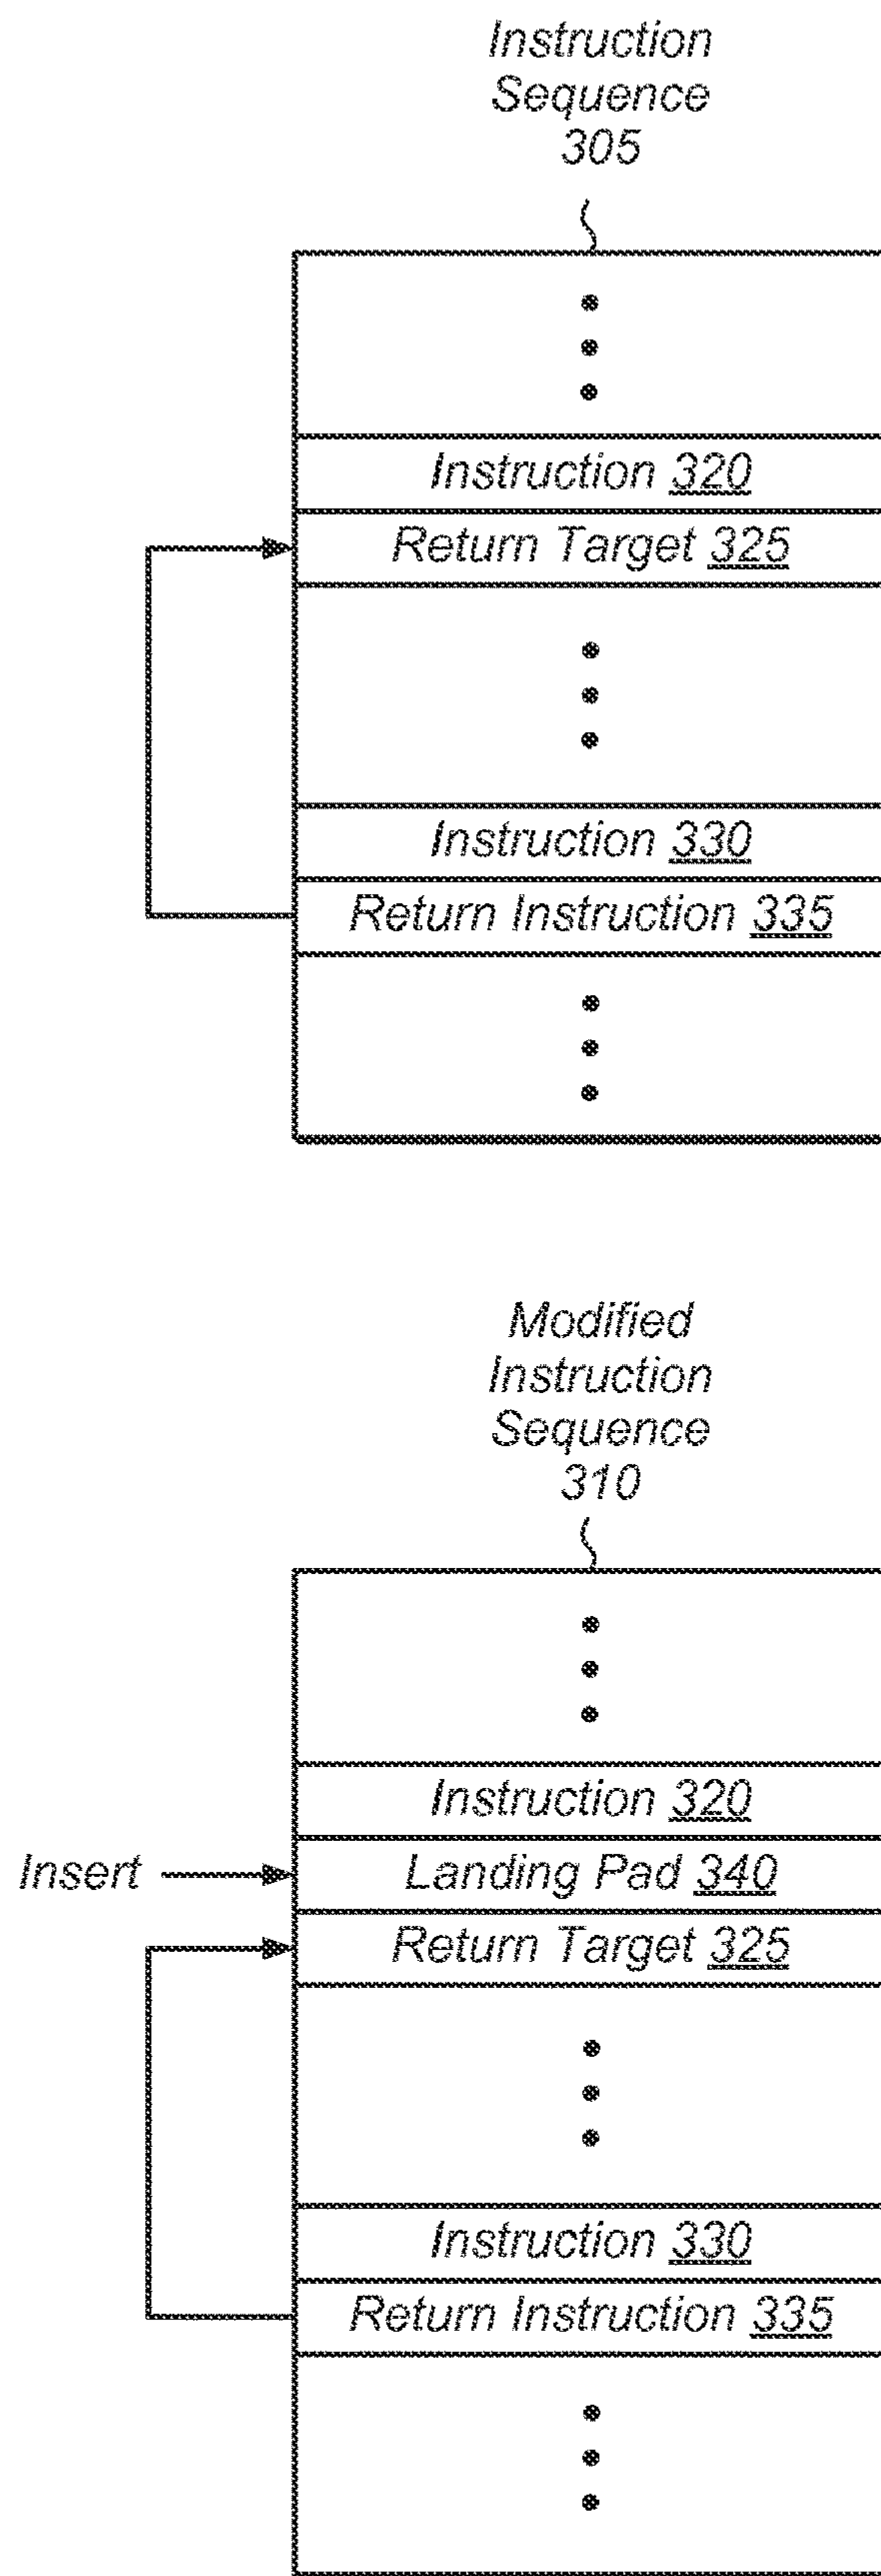 Instruction
Sequence
305
Instruction 320
Return Target 325
Instruction 330
Return Instruction 335
Modified
Instruction
Sequence
310
Instruction 320
Insert
Landing Pad 340
Return Target 325
Instruction 330
Return Instruction 335